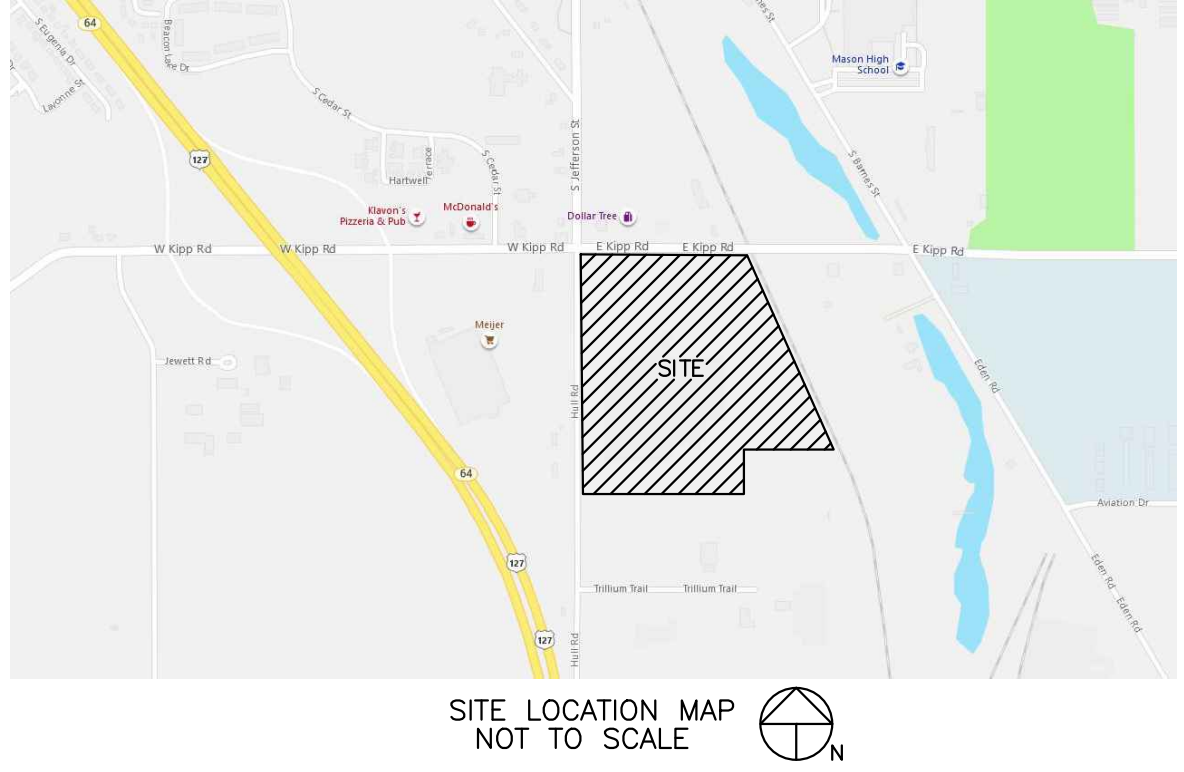 64
S Eugenia Dr
Beacon Lake Dr
Dr
Lavonne St
127
S Cedar St
Hartwell
Terrace
S Cedar St
S Jefferson St
Barnes St
Mason High
School
S Barnes St
Klavon's
Pizzeria & Pub
McDonald's
Dollar Tree
W Kipp Rd
W Kipp Rd
W Kipp Rd
E Kipp Rd
E Kipp Rd
E Kipp Rd
Meijer
Jewett Rd
Hull Rd
SITE
Eden Rd
64
Aviation Dr
127
Trillium Trail
Trillium Trail
Eden Rd
Eden Rd
127
Hull Rd
SITE LOCATION MAP
NOT TO SCALE
N